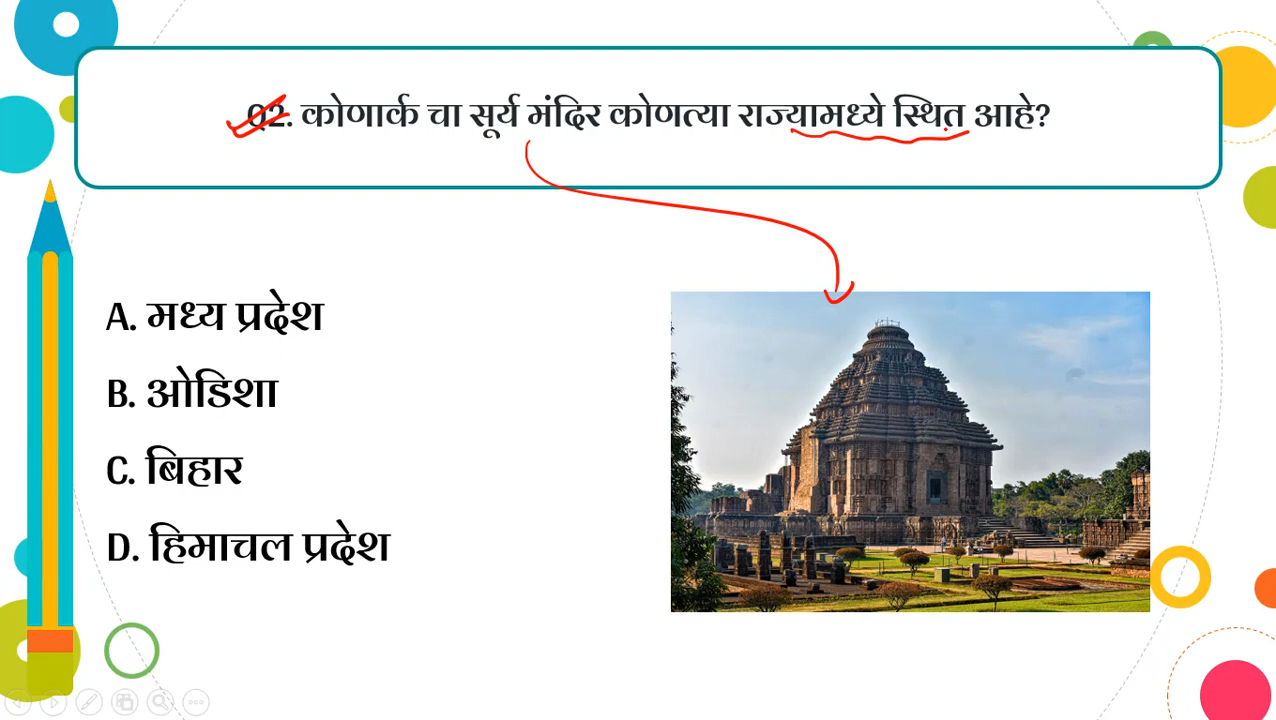 Q2. कोणार्क चा सूर्य मंदिर कोणत्या राज्यामध्ये स्थित आहे?
A. मध्य प्रदेश
B. ओडिशा
C. बिहार
D. हिमाचल प्रदेश